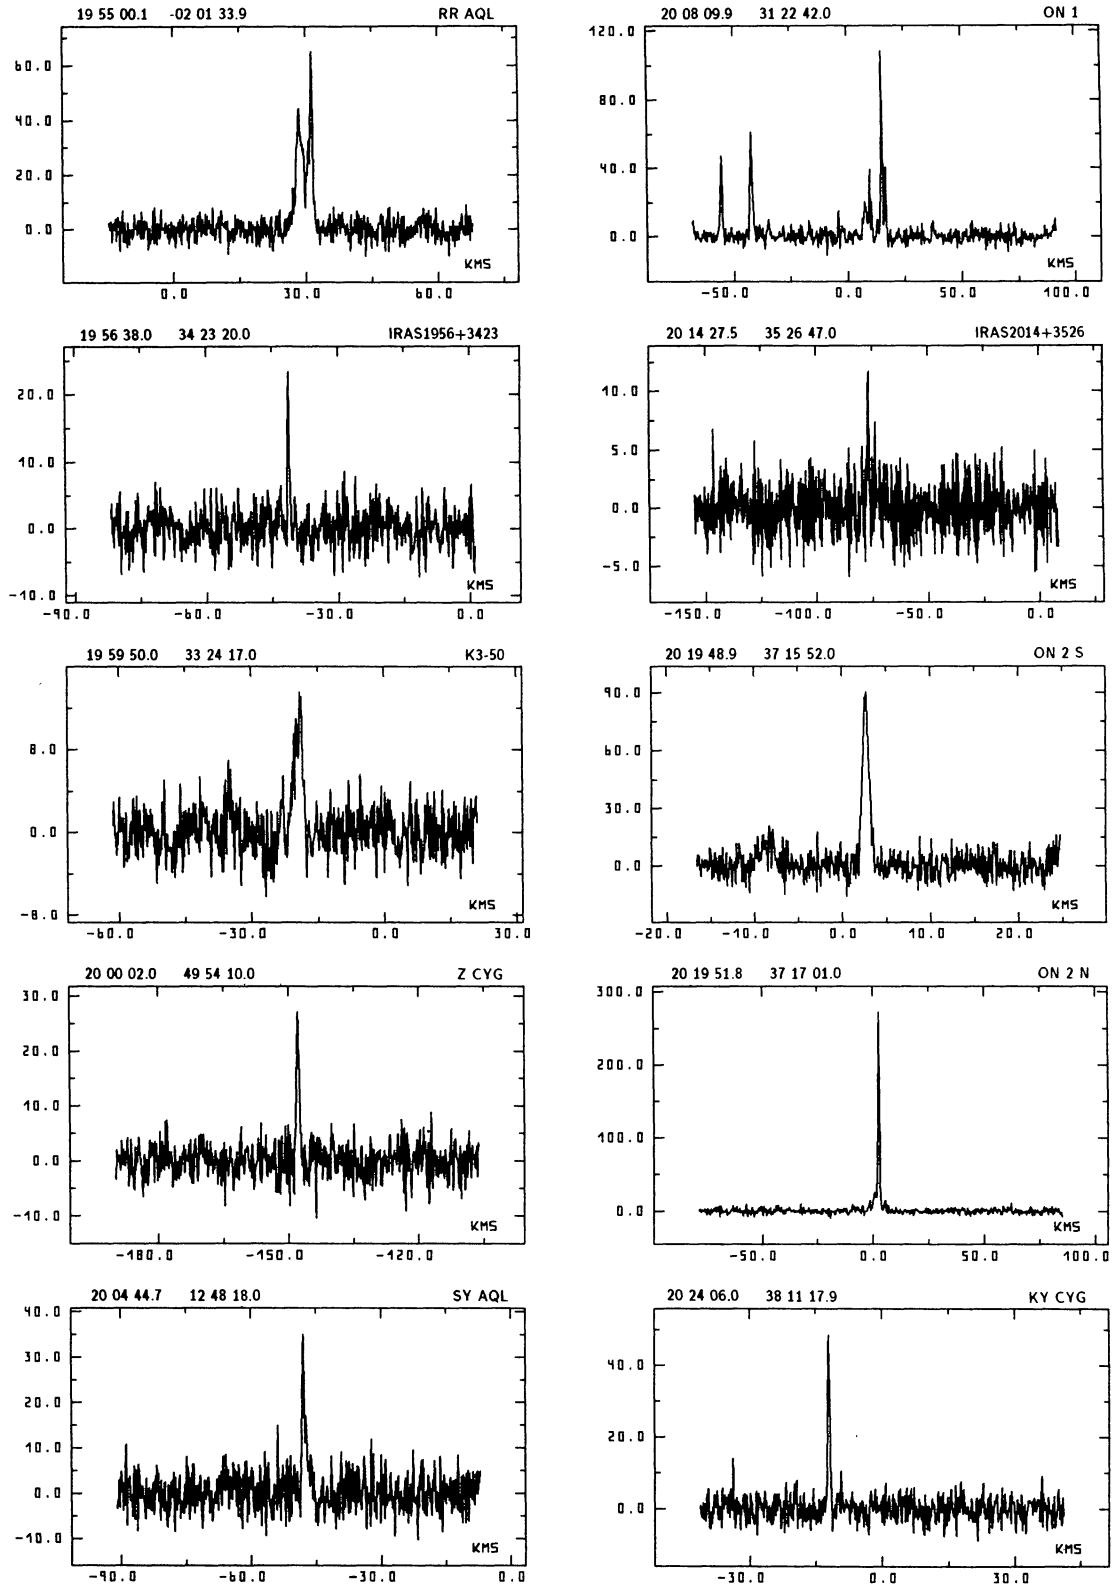 19 55 00.1 -02 01 33.9 RR AQL
60.0
40.0
20.0
0.0
KMS
0.0 30.0 60.0
20 08 09.9 31 22 42.0 ON 1
120.0
80.0
40.0
0.0
KMS
-50.0 0.0 50.0 100.0
19 56 38.0 34 23 20.0 IRAS1956+3423
20.0
10.0
0.0
-10.0
KMS
-90.0 -60.0 -30.0 0.0
20 14 27.5 35 26 47.0 IRAS2014+3526
10.0
5.0
0.0
-5.0
KMS
-150.0 -100.0 -50.0 0.0
19 59 50.0 33 24 17.0 K3-50
8.0
0.0
-8.0
KMS
-60.0 -30.0 0.0 30.0
20 19 48.9 37 15 52.0 ON 2 S
90.0
60.0
30.0
0.0
KMS
-20.0 -10.0 0.0 10.0 20.0
20 00 02.0 49 54 10.0 Z CYG
30.0
20.0
10.0
0.0
-10.0
KMS
-180.0 -150.0 -120.0
20 19 51.8 37 17 01.0 ON 2 N
300.0
200.0
100.0
0.0
KMS
-50.0 0.0 50.0 100.0
20 04 44.7 12 48 18.0 SY AQL
40.0
30.0
20.0
10.0
0.0
-10.0
KMS
-90.0 -60.0 -30.0 0.0
20 24 06.0 38 11 17.9 KY CYG
40.0
20.0
0.0
KMS
-30.0 0.0 30.0